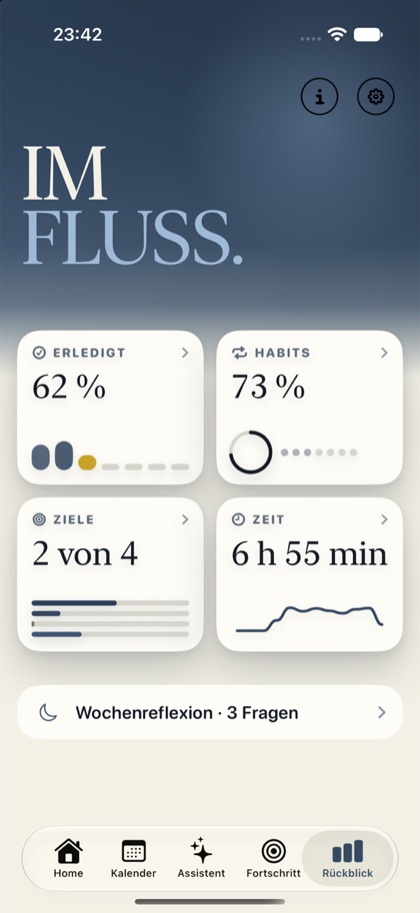 23:42
IM
FLUSS.
ERLEDIGT
62 %
HABITS
73 %
ZIELE
2 von 4
ZEIT
6 h 55 min
Wochenreflexion · 3 Fragen
Home
Kalender
Assistent
Fortschritt
Rückblick